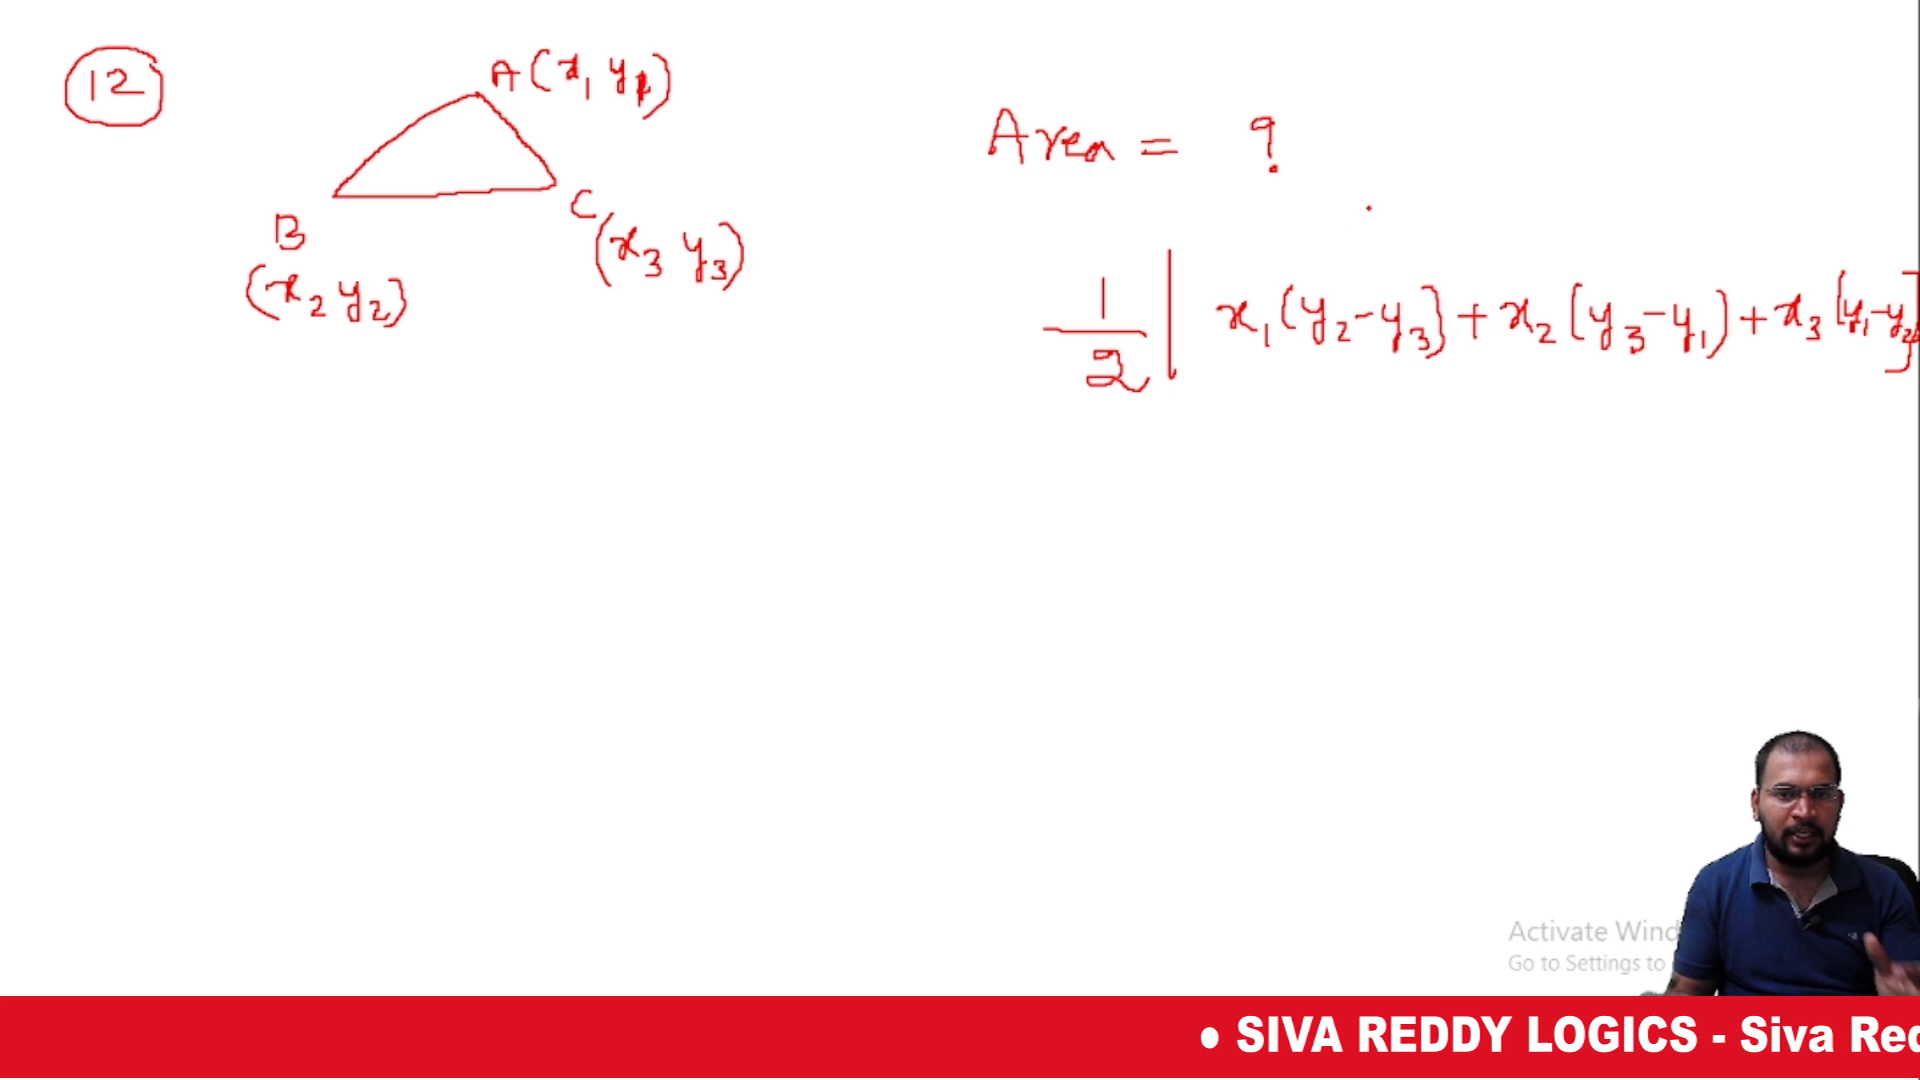 12
A (x₁ y₁)
B
(x₂ y₂)
C
(x₃ y₃)
Area = ?
1/2 | x₁(y₂-y₃)+x₂(y₃-y₁)+x₃(y₁-y₂)
Activate Wind
Go to Settings to
• SIVA REDDY LOGICS - Siva Red